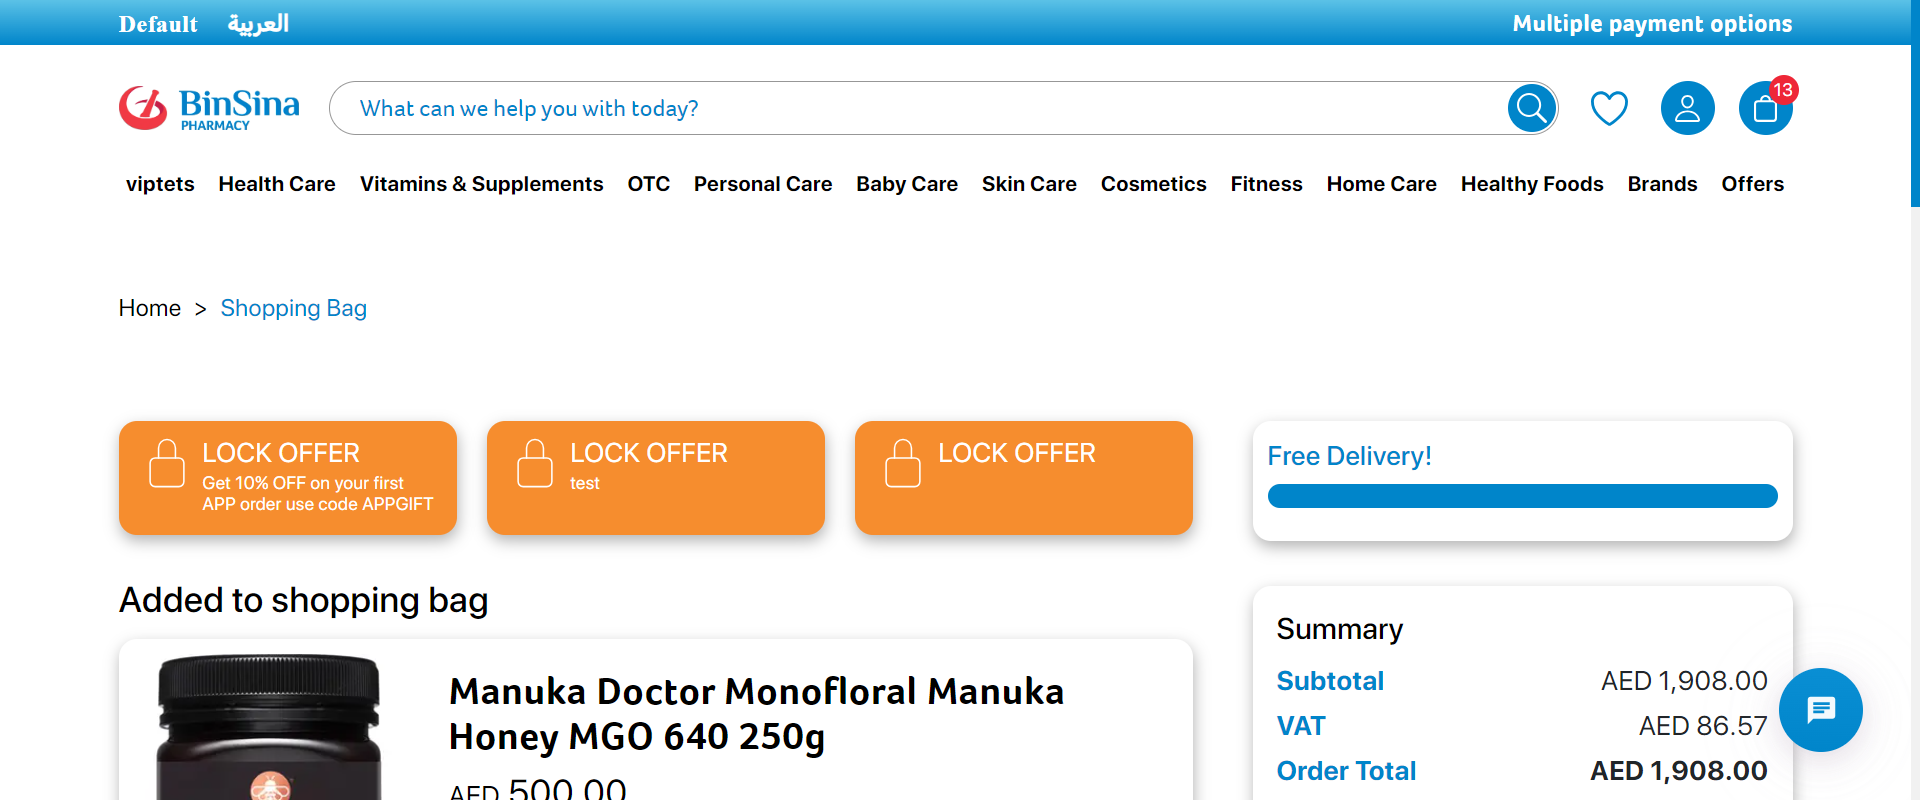 Default العربية Multiple payment options
BinSina
PHARMACY
What can we help you with today?
13
viptets Health Care Vitamins & Supplements OTC Personal Care Baby Care Skin Care Cosmetics Fitness Home Care Healthy Foods Brands Offers
Home > Shopping Bag
LOCK OFFER
Get 10% OFF on your first
APP order use code APPGIFT
LOCK OFFER
test
LOCK OFFER
Free Delivery!
Added to shopping bag
Manuka Doctor Monofloral Manuka
Honey MGO 640 250g
AED 500.00
Summary
Subtotal AED 1,908.00
VAT AED 86.57
Order Total AED 1,908.00